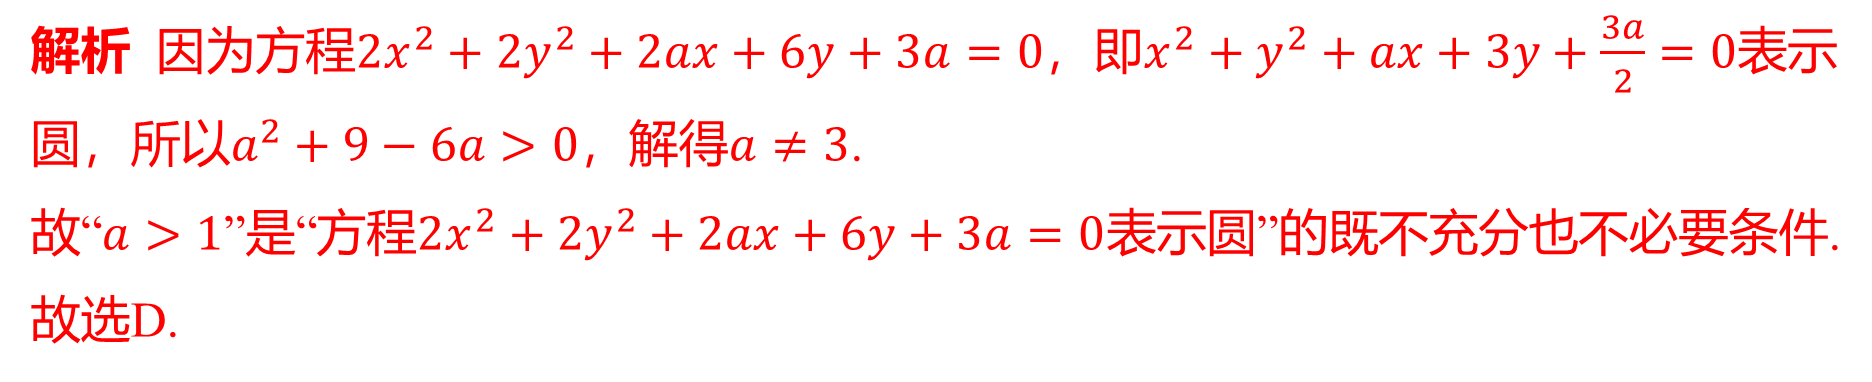 解析 因为方程2x² + 2y² + 2ax + 6y + 3a = 0，即x² + y² + ax + 3y + \frac{3a}{2} = 0表示
圆，所以a² + 9 − 6a > 0，解得a ≠ 3.
故“a > 1”是“方程2x² + 2y² + 2ax + 6y + 3a = 0表示圆”的既不充分也不必要条件.
故选D.